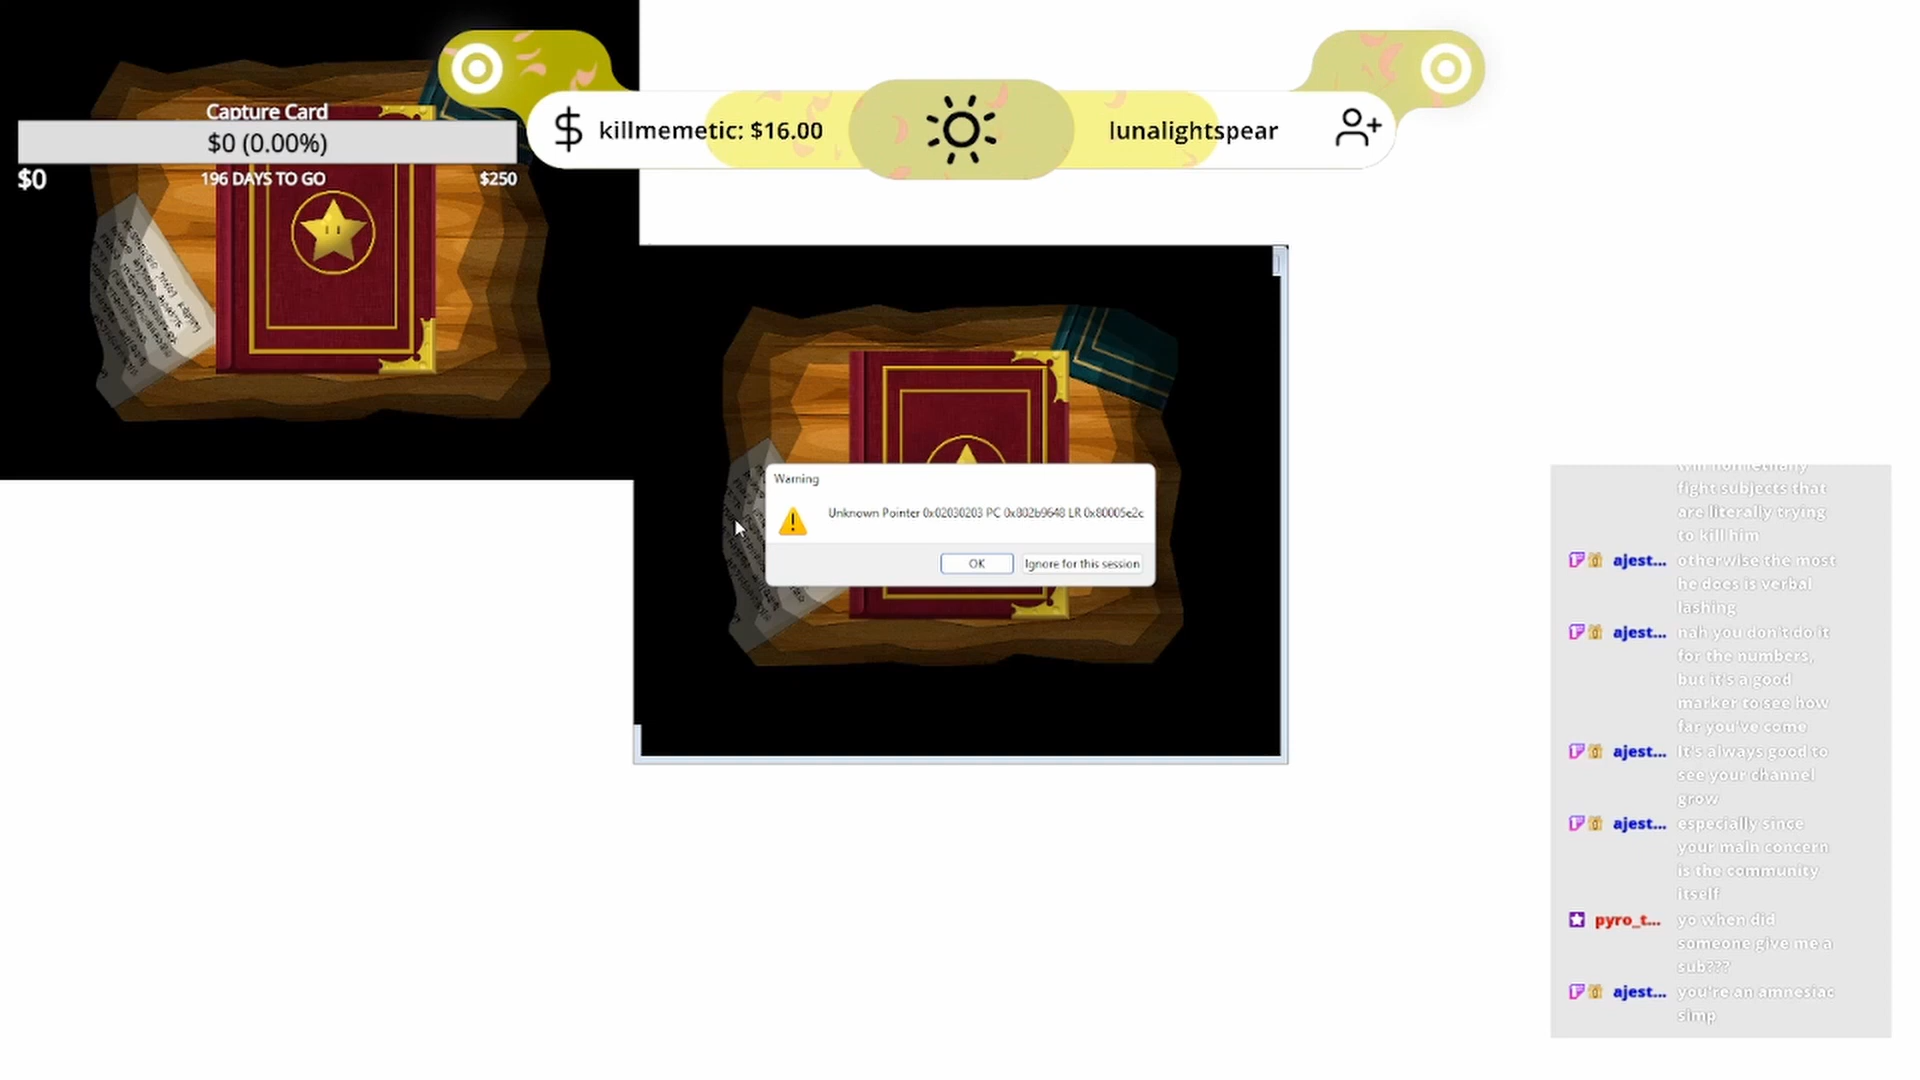 Capture Card
$0 (0.00%)
$0 196 DAYS TO GO $250
killmemetic: $16.00
lunalightspear
Warning
Unknown Pointer 0x02030203 PC 0x802b9648 LR 0x80005e2c
OK Ignore for this session
will nonlethally
fight subjects that
are literally trying
to kill him
ajest... otherwise the most
he does is verbal
lashing
ajest... nah you don't do it
for the numbers,
but it's a good
marker to see how
far you've come
ajest... It's always good to
see your channel
grow
ajest... especially since
your main concern
is the community
itself
pyro_t... yo when did
someone give me a
sub???
ajest... you're an amnesiac
simp